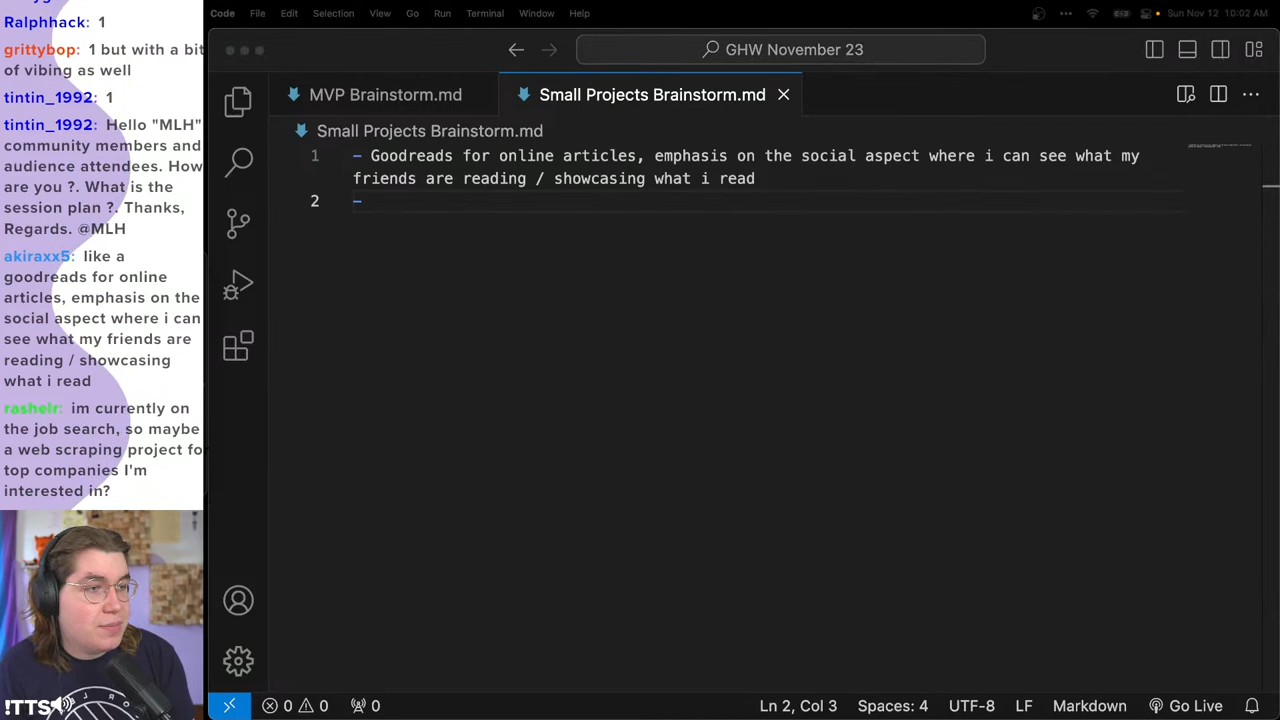 Ralphhack: 1
grittybop: 1 but with a bit
of vibing as well
tintin_1992: 1
tintin_1992: Hello "MLH"
community members and
audience attendees. How
are you ?. What is the
session plan ?. Thanks,
Regards. @MLH
akiraxx5: like a
goodreads for online
articles, emphasis on the
social aspect where i can
see what my friends are
reading / showcasing
what i read
rashelr: im currently on
the job search, so maybe
a web scraping project fo
top companies I'm
interested in?
!TTS
Code File Edit Selection View Go Run Terminal Window Help
Sun Nov 12 10:02 AM
GHW November 23
MVP Brainstorm.md
Small Projects Brainstorm.md
Small Projects Brainstorm.md
1 - Goodreads for online articles, emphasis on the social aspect where i can see what my
friends are reading / showcasing what i read
2 -
0 0 0
Ln 2, Col 3 Spaces: 4 UTF-8 LF Markdown Go Live